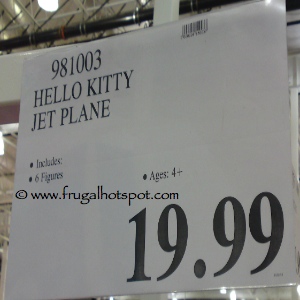 981003
HELLO KITTY
JET PLANE
• Includes:
• 6 Figures
• Ages: 4+
© www.frugalhotspot.com
19.99